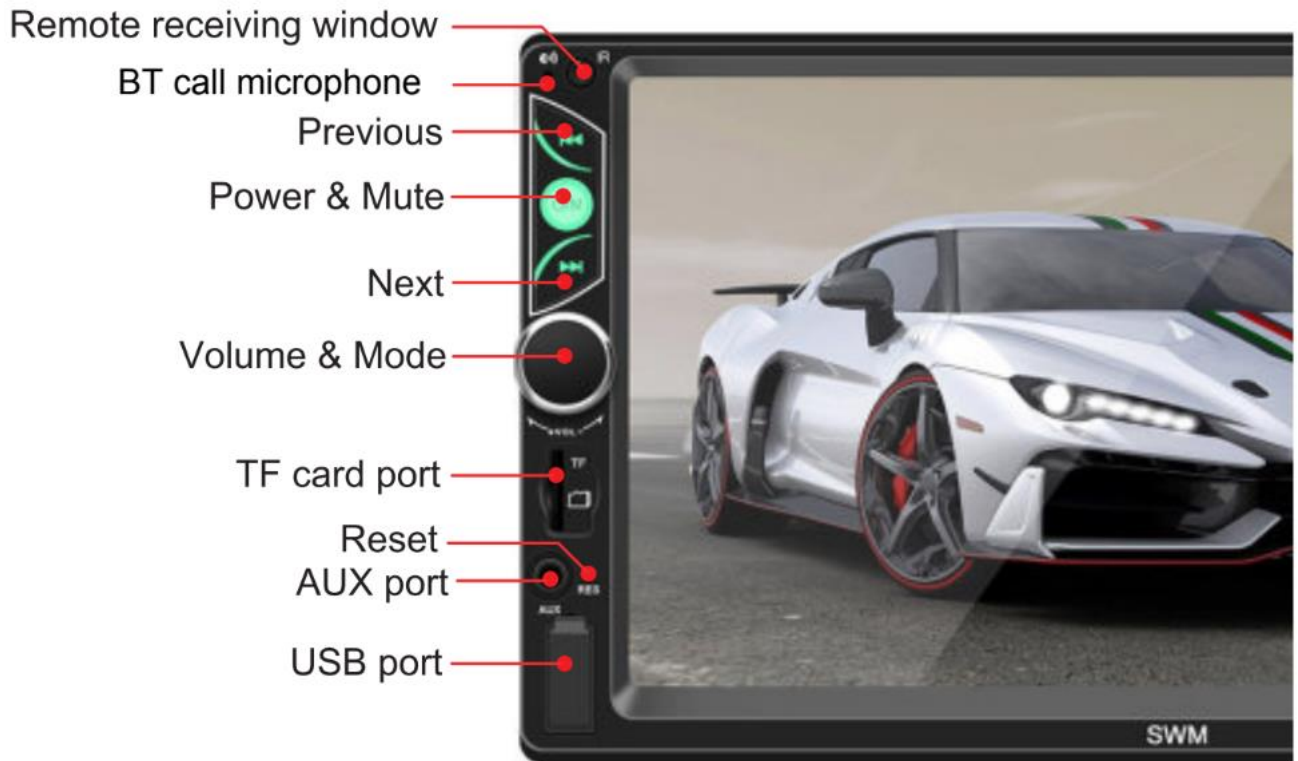 Remote receiving window
IR
BT call microphone
Previous
Power & Mute
Next
Volume & Mode
TF card port
TF
Reset
AUX port
RES
AUX
USB port
SWM